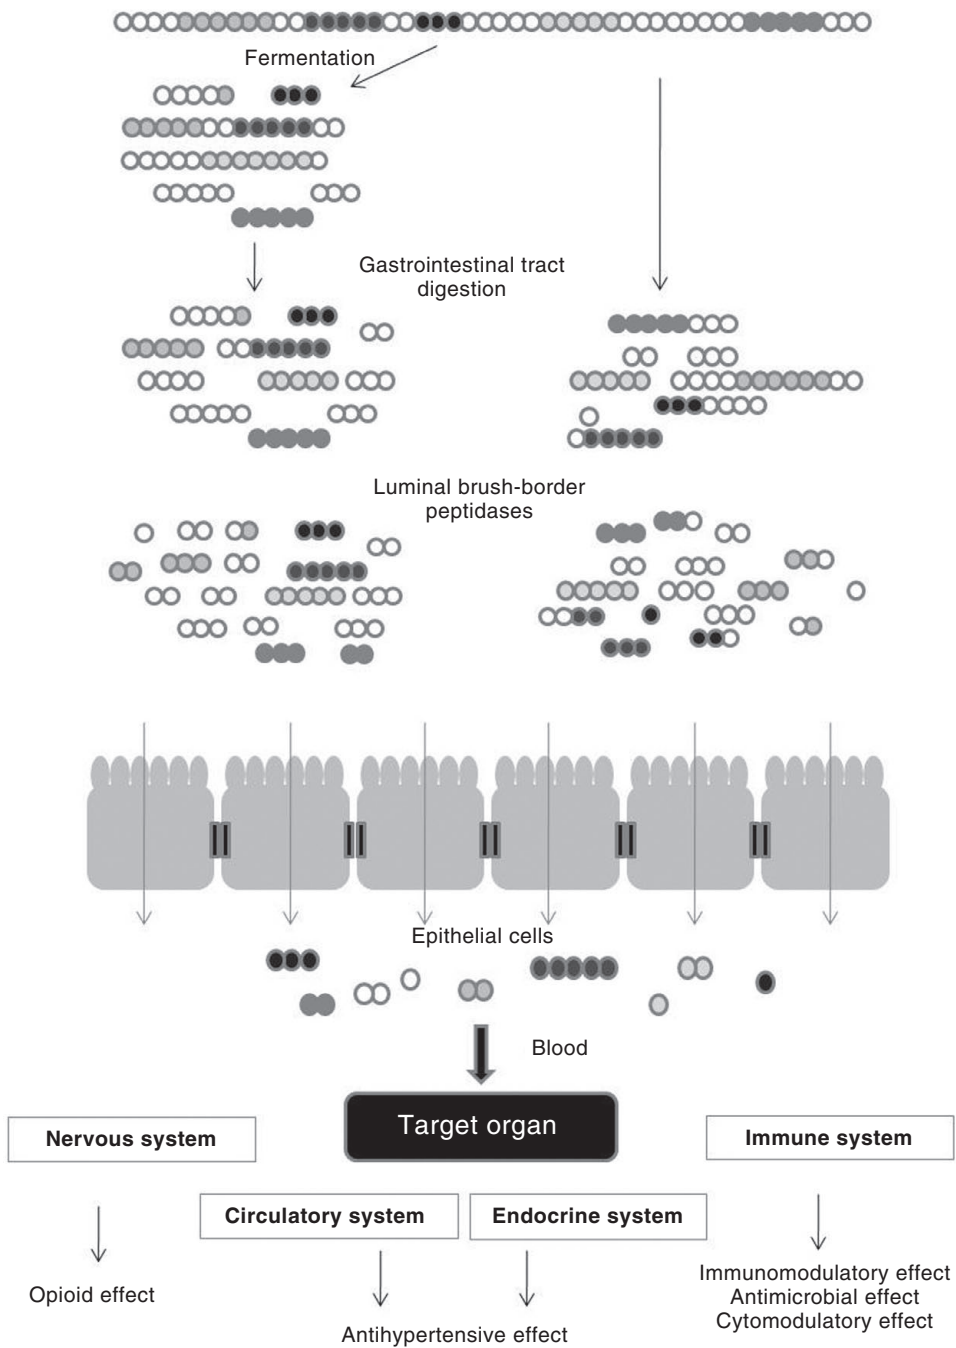 Fermentation
Gastrointestinal tract
digestion
Luminal brush-border
peptidases
Epithelial cells
Blood
Target organ
Nervous system
Immune system
Circulatory system
Endocrine system
Opioid effect
Immunomodulatory effect
Antimicrobial effect
Cytomodulatory effect
Antihypertensive effect